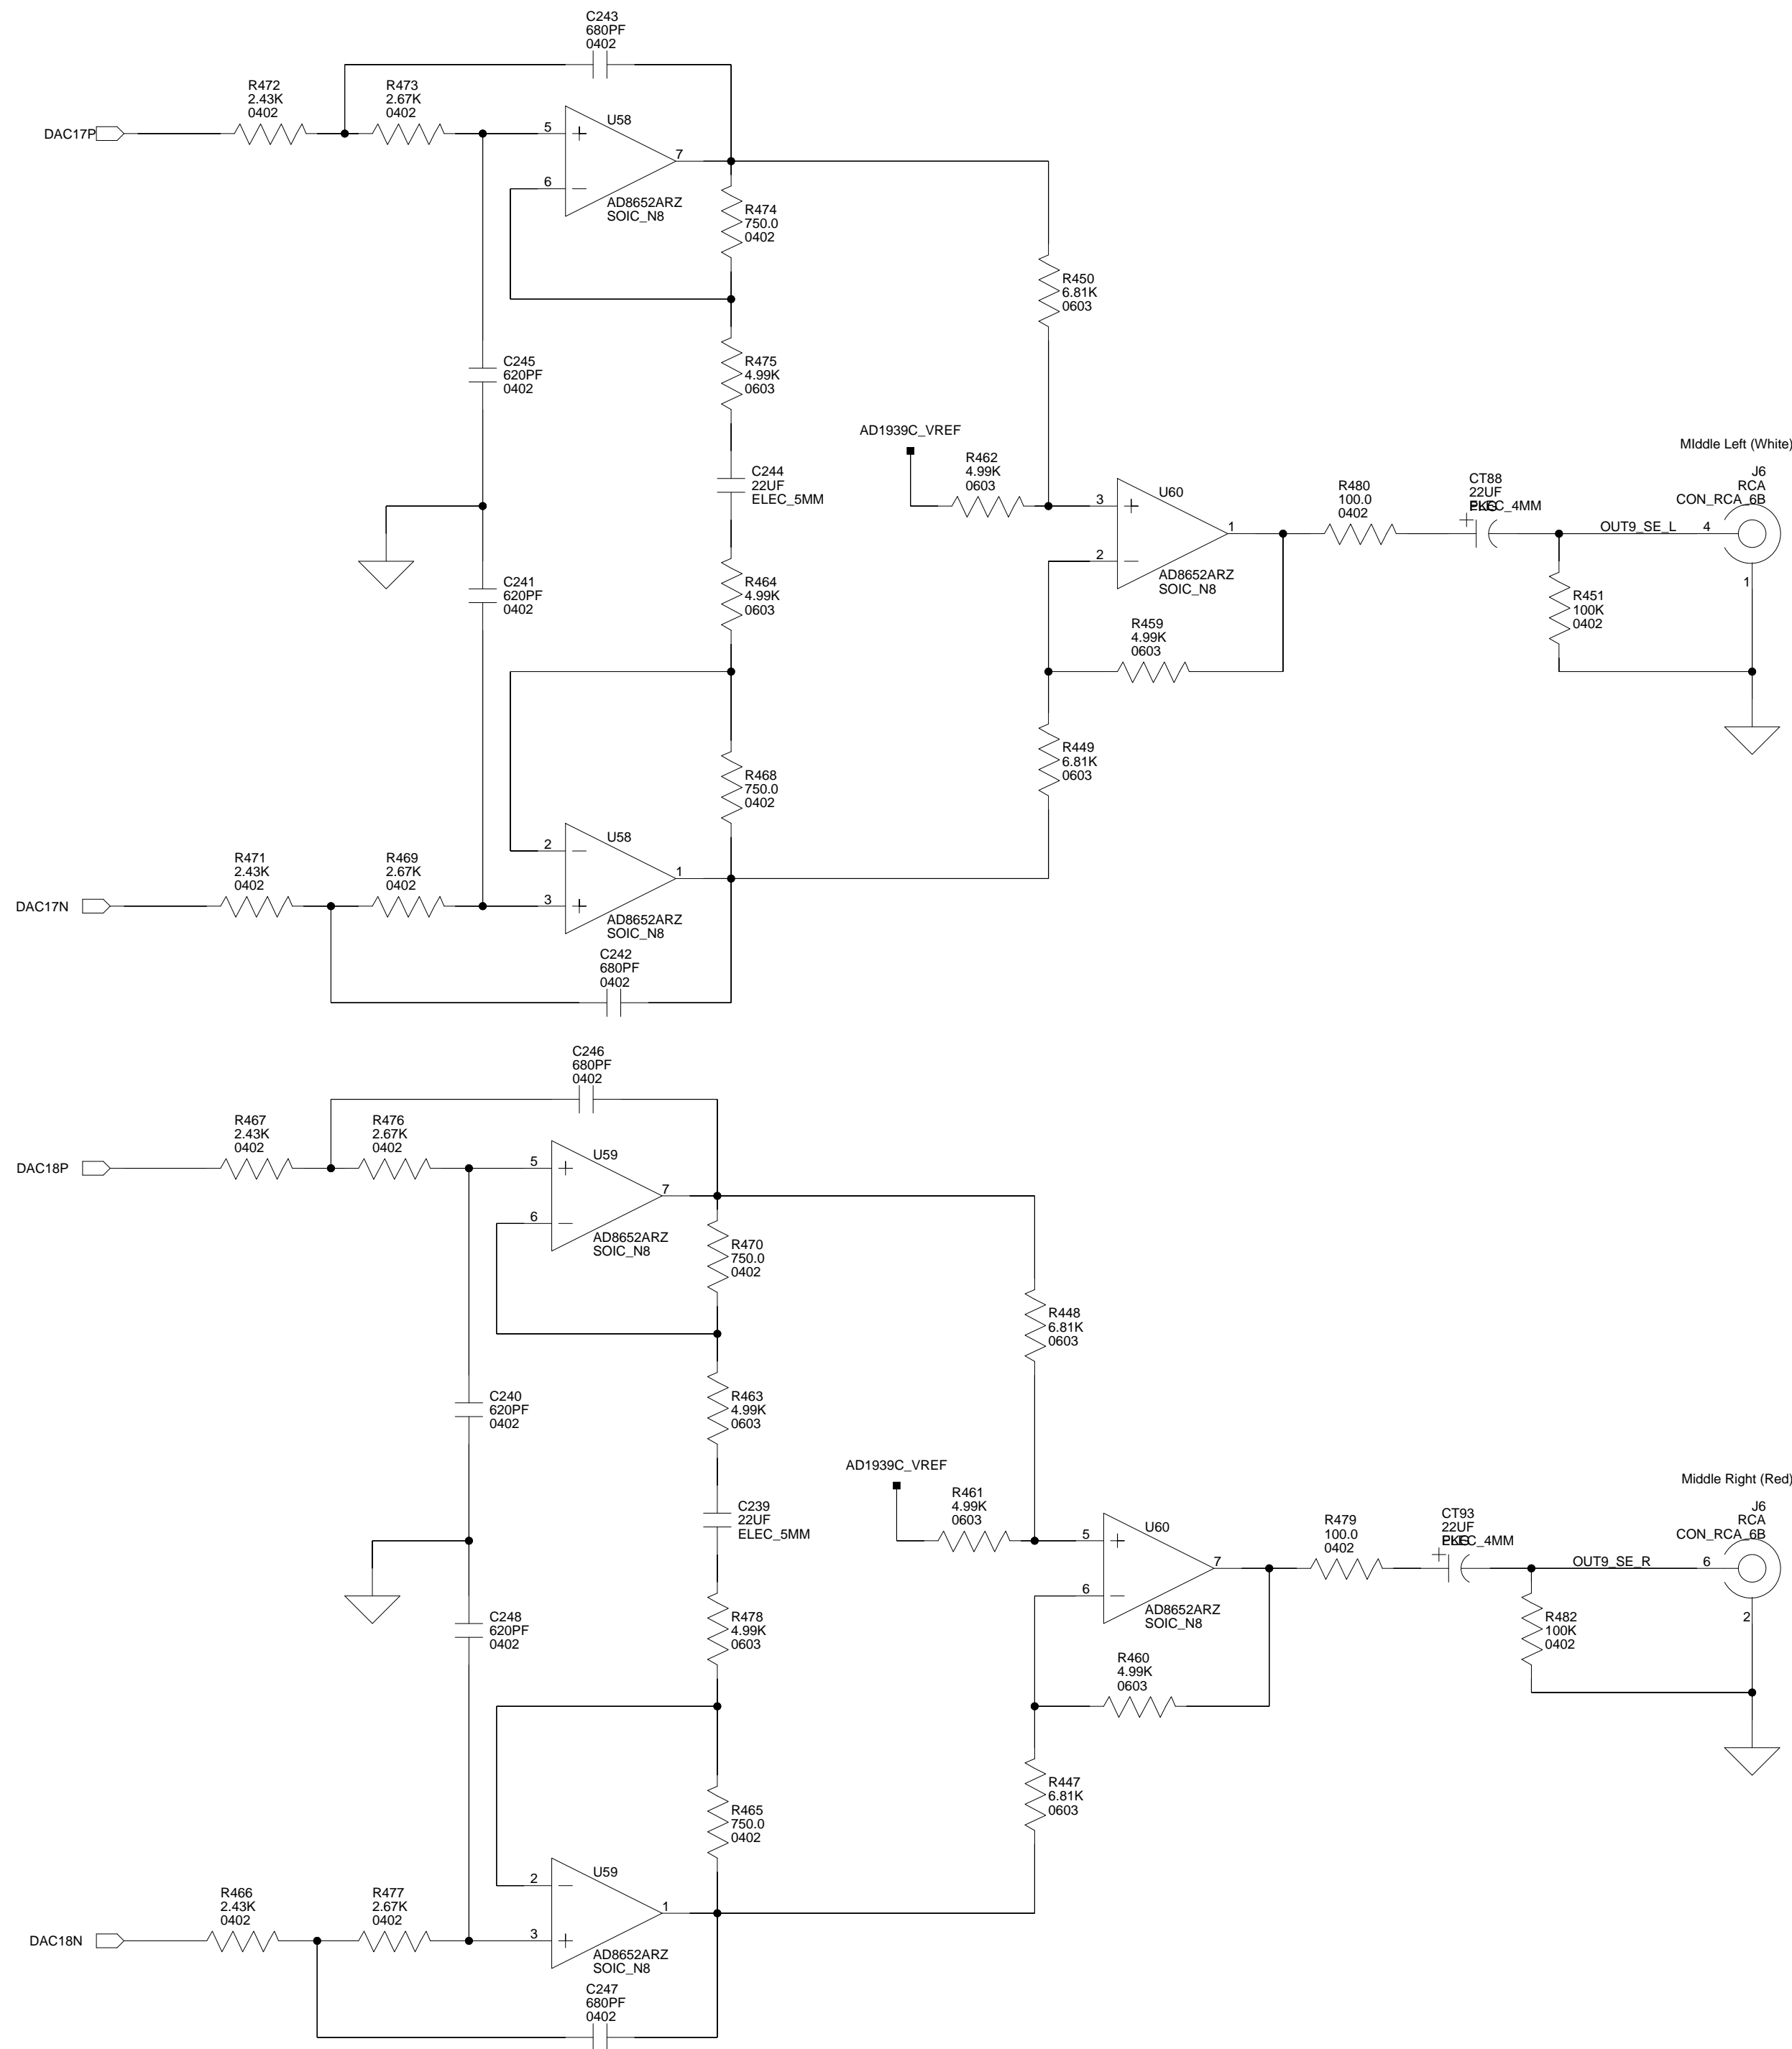 C243
680PF
0402
R472
2.43K
0402
R473
2.67K
0402
DAC17P
5
6
7
U58
AD8652ARZ
SOIC_N8
R474
750.0
0402
R450
6.81K
0603
C245
620PF
0402
R475
4.99K
0603
AD1939C_VREF
R462
4.99K
0603
C244
22UF
ELEC_5MM
MIddle Left (White)
J6
RCA
CON_RCA_6B
3
2
1
U60
AD8652ARZ
SOIC_N8
R480
100.0
0402
CT88
22UF
ELEC_4MM
OUT9_SE_L
4
1
C241
620PF
0402
R464
4.99K
0603
R459
4.99K
0603
R451
100K
0402
R468
750.0
0402
R449
6.81K
0603
R471
2.43K
0402
R469
2.67K
0402
DAC17N
2
3
1
U58
AD8652ARZ
SOIC_N8
C242
680PF
0402
C246
680PF
0402
R467
2.43K
0402
R476
2.67K
0402
DAC18P
5
6
7
U59
AD8652ARZ
SOIC_N8
R470
750.0
0402
R448
6.81K
0603
C240
620PF
0402
R463
4.99K
0603
AD1939C_VREF
R461
4.99K
0603
C239
22UF
ELEC_5MM
Middle Right (Red)
J6
RCA
CON_RCA_6B
5
6
7
U60
AD8652ARZ
SOIC_N8
R479
100.0
0402
CT93
22UF
ELEC_4MM
OUT9_SE_R
6
2
C248
620PF
0402
R478
4.99K
0603
R460
4.99K
0603
R482
100K
0402
R465
750.0
0402
R447
6.81K
0603
R466
2.43K
0402
R477
2.67K
0402
DAC18N
2
3
1
U59
AD8652ARZ
SOIC_N8
C247
680PF
0402